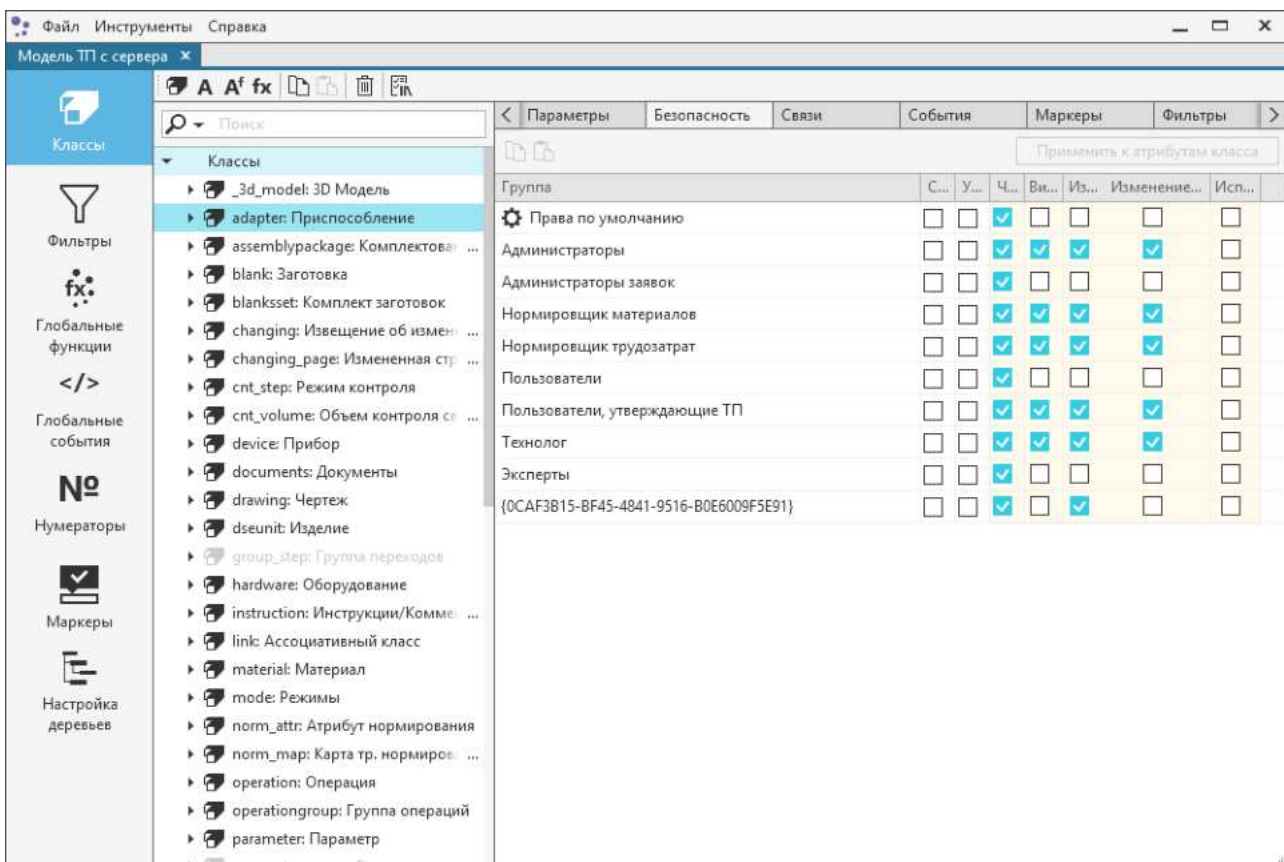 Файл Инструменты Справка
Модель ТП с сервера
Классы
Фильтры
Глобальные
функции
Глобальные
события
Нумераторы
Маркеры
Настройка
деревьев
A Af fx
Поиск
Классы
_3d_model: 3D Модель
adapter: Приспособление
assemblypackage: Комплектова ...
blank: Заготовка
blanksset: Комплект заготовок
changing: Извещение об измен ...
changing_page: Измененная стр ...
cnt_step: Режим контроля
cnt_volume: Объем контроля с ...
device: Прибор
documents: Документы
drawing: Чертеж
dseunit: Изделие
group_step: Группа переходов
hardware: Оборудование
instruction: Инструкции/Комме ...
link: Ассоциативный класс
material: Материал
mode: Режимы
norm_attr: Атрибут нормирования
norm_map: Карта тр. нормиров ...
operation: Операция
operationgroup: Группа операций
parameter: Параметр
Параметры Безопасность Связи События Маркеры Фильтры
Применить к атрибутам класса
Группа С... У... Ч... Ви... Из... Изменение... Исп...
Права по умолчанию
Администраторы
Администраторы заявок
Нормировщик материалов
Нормировщик трудозатрат
Пользователи
Пользователи, утверждающие ТП
Технолог
Эксперты
{0CAF3B15-BF45-4841-9516-B0E6009F5E91}